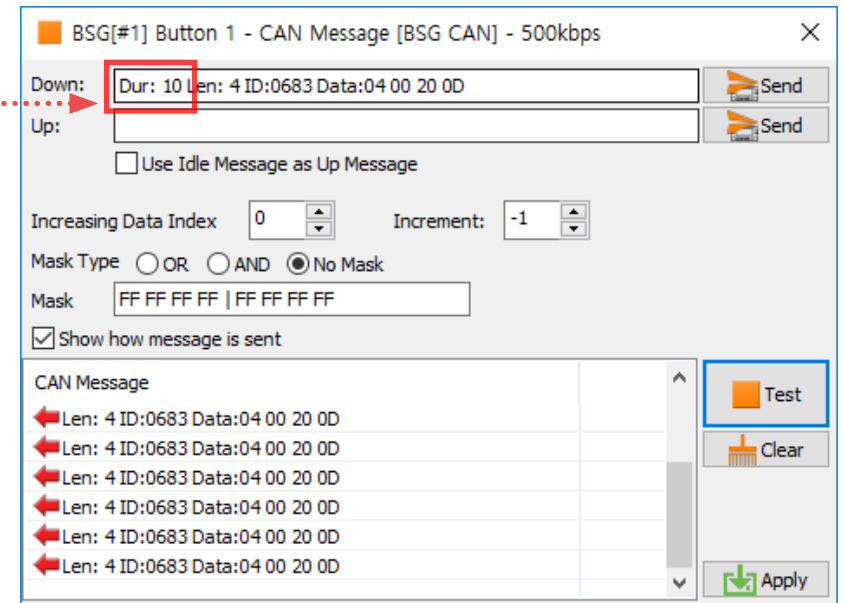 BSG[#1] Button 1 - CAN Message [BSG CAN] - 500kbps
Down: Dur: 10 Len: 4 ID:0683 Data:04 00 20 0D Send
Up: Send
Use Idle Message as Up Message
Increasing Data Index 0 Increment: -1
Mask Type OR AND No Mask
Mask FF FF FF FF | FF FF FF FF
Show how message is sent
CAN Message
Test
Len: 4 ID:0683 Data:04 00 20 0D
Len: 4 ID:0683 Data:04 00 20 0D
Clear
Len: 4 ID:0683 Data:04 00 20 0D
Len: 4 ID:0683 Data:04 00 20 0D
Len: 4 ID:0683 Data:04 00 20 0D
Len: 4 ID:0683 Data:04 00 20 0D
Apply